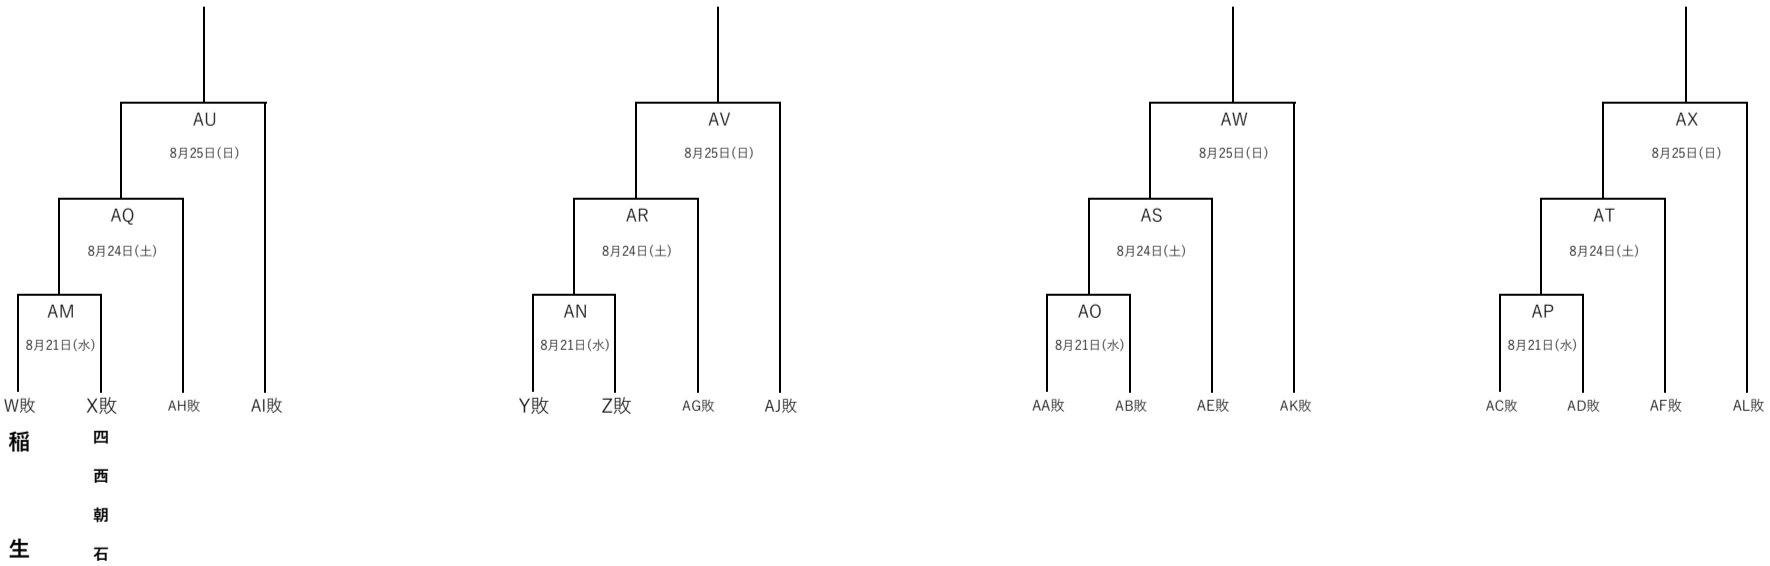 AU AV AW AX
8月25日(日) 8月25日(日) 8月25日(日) 8月25日(日)
AQ AR AS AT
8月24日(土) 8月24日(土) 8月24日(土) 8月24日(土)
AM AN AO AP
8月21日(水) 8月21日(水) 8月21日(水) 8月21日(水)
W敗 X敗 AH敗 AI敗 Y敗 Z敗 AG敗 AJ敗 AA敗 AB敗 AE敗 AK敗 AC敗 AD敗 AF敗 AL敗
稲生
四西朝石